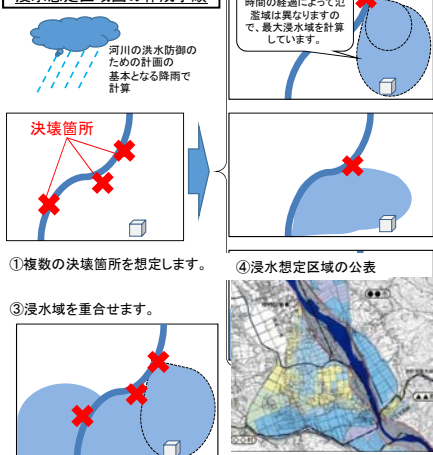 河川の洪水防御の
ための計画の
基本となる降雨で
計算
時間の経過によって氾
濫域は異なりますの
で、最大浸水域を計算
しています。
決壊箇所
①複数の決壊箇所を想定します。
③浸水域を重合せます。
④浸水想定区域の公表